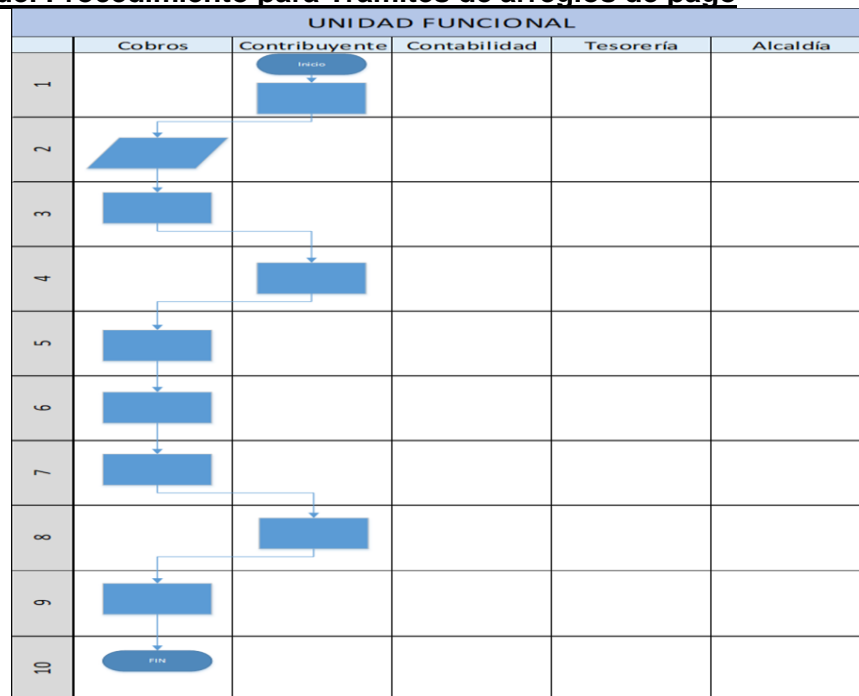 del Procedimiento para Trámites de arreglos de pago
UNIDAD FUNCIONAL
Cobros Contribuyente Contabilidad Tesorería Alcaldía
Inicio
1
2
3
4
5
6
7
8
9
10
FIN